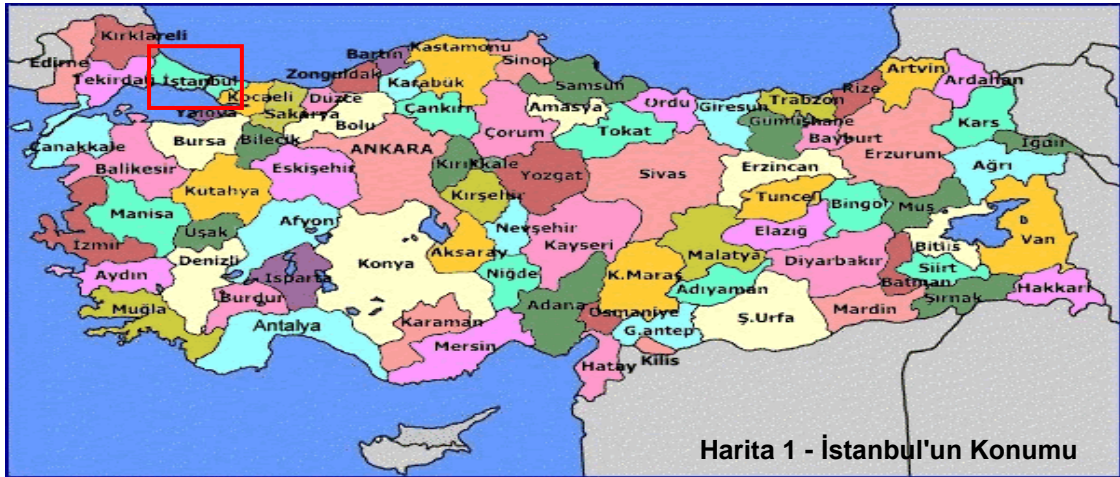 Kırklareli
Edirne
Tekirdağ
İstanbul
Kocaeli
Yalova
Sakarya
Düzce
Zonguldak
Bartın
Karabük
Kastamonu
Sinop
Çankırı
Bolu
Samsun
Amasya
Çorum
Tokat
Ordu
Giresun
Trabzon
Gümüşhane
Rize
Bayburt
Artvin
Ardahan
Kars
Iğdır
Ağrı
Erzurum
Erzincan
Çanakkale
Bursa
Bilecik
Balıkesir
Eskişehir
ANKARA
Kırıkkale
Yozgat
Sivas
Kutahya
Kırşehir
Manisa
Afyon
Uşak
İzmir
Nevşehir
Kayseri
Aksaray
Konya
Niğde
Denizli
Isparta
Burdur
Aydın
Muğla
Antalya
Karaman
Mersin
Adana
Osmaniye
Hatay
Kilis
G.antep
K.Maraş
Adıyaman
Malatya
Elazığ
Tuncel
Bingöl
Muş
Bitlis
b
Van
Diyarbakır
Batman
Siirt
Şırnak
Hakkari
Mardin
Ş.Urfa
Harita 1 - İstanbul'un Konumu